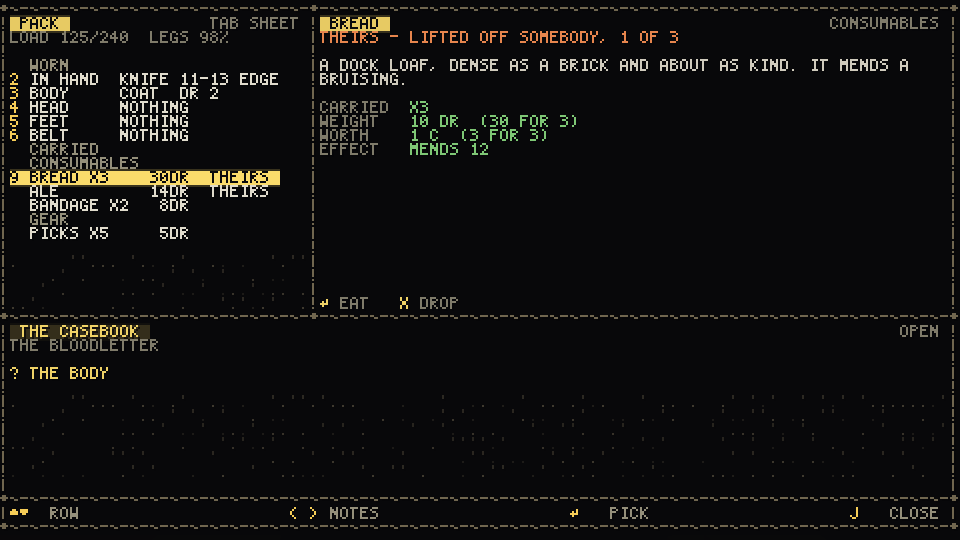 PACK TAB SHEET
LOAD 125/240 LEGS 98%
WORN
2 IN HAND KNIFE 11-13 EDGE
3 BODY COAT DR 2
4 HEAD NOTHING
5 FEET NOTHING
6 BELT NOTHING
CARRIED
CONSUMABLES
9 BREAD X3 30DR THEIRS
ALE 14DR THEIRS
BANDAGE X2 8DR
GEAR
PICKS X5 5DR
BREAD CONSUMABLES
THEIRS - LIFTED OFF SOMEBODY, 1 OF 3
A DOCK LOAF, DENSE AS A BRICK AND ABOUT AS KIND. IT MENDS A
BRUISING.
CARRIED X3
WEIGHT 10 DR (30 FOR 3)
WORTH 1 C (3 FOR 3)
EFFECT MENDS 12
↵ EAT X DROP
THE CASEBOOK OPEN
THE BLOODLETTER
? THE BODY
ROW < > NOTES ↵ PICK J CLOSE